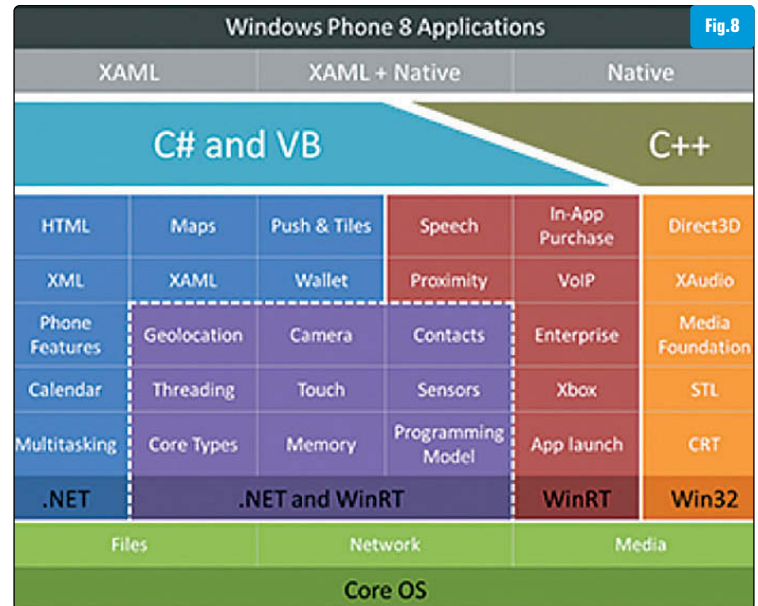 Windows Phone 8 Applications
Fig.8
XAML
XAML + Native
Native
C# and VB
C++
HTML
Maps
Push & Tiles
Speech
In-App
Purchase
Direct3D
XML
XAML
Wallet
Proximity
VoIP
XAudio
Phone
Features
Geolocation
Camera
Contacts
Enterprise
Media
Foundation
Calendar
Threading
Touch
Sensors
Xbox
STL
Multitasking
Core Types
Memory
Programming
Model
App launch
CRT
.NET
.NET and WinRT
WinRT
Win32
Files
Network
Media
Core OS